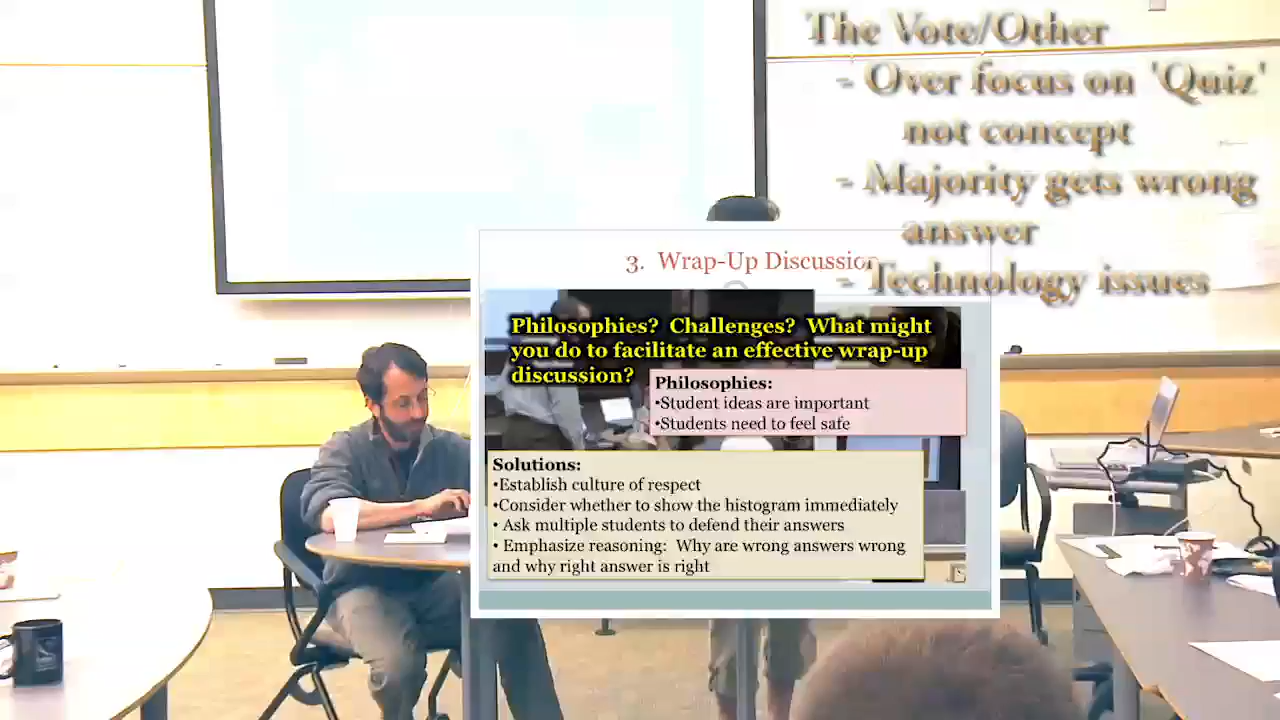 The Vote/Other
- Over focus on 'Quiz'
not concept
- Majority gets wrong
answer
- Technology issues
3. Wrap-Up Discussion
Philosophies? Challenges? What might
you do to facilitate an effective wrap-up
discussion?
Philosophies:
•Student ideas are important
•Students need to feel safe
Solutions:
•Establish culture of respect
•Consider whether to show the histogram immediately
• Ask multiple students to defend their answers
• Emphasize reasoning: Why are wrong answers wrong
and why right answer is right